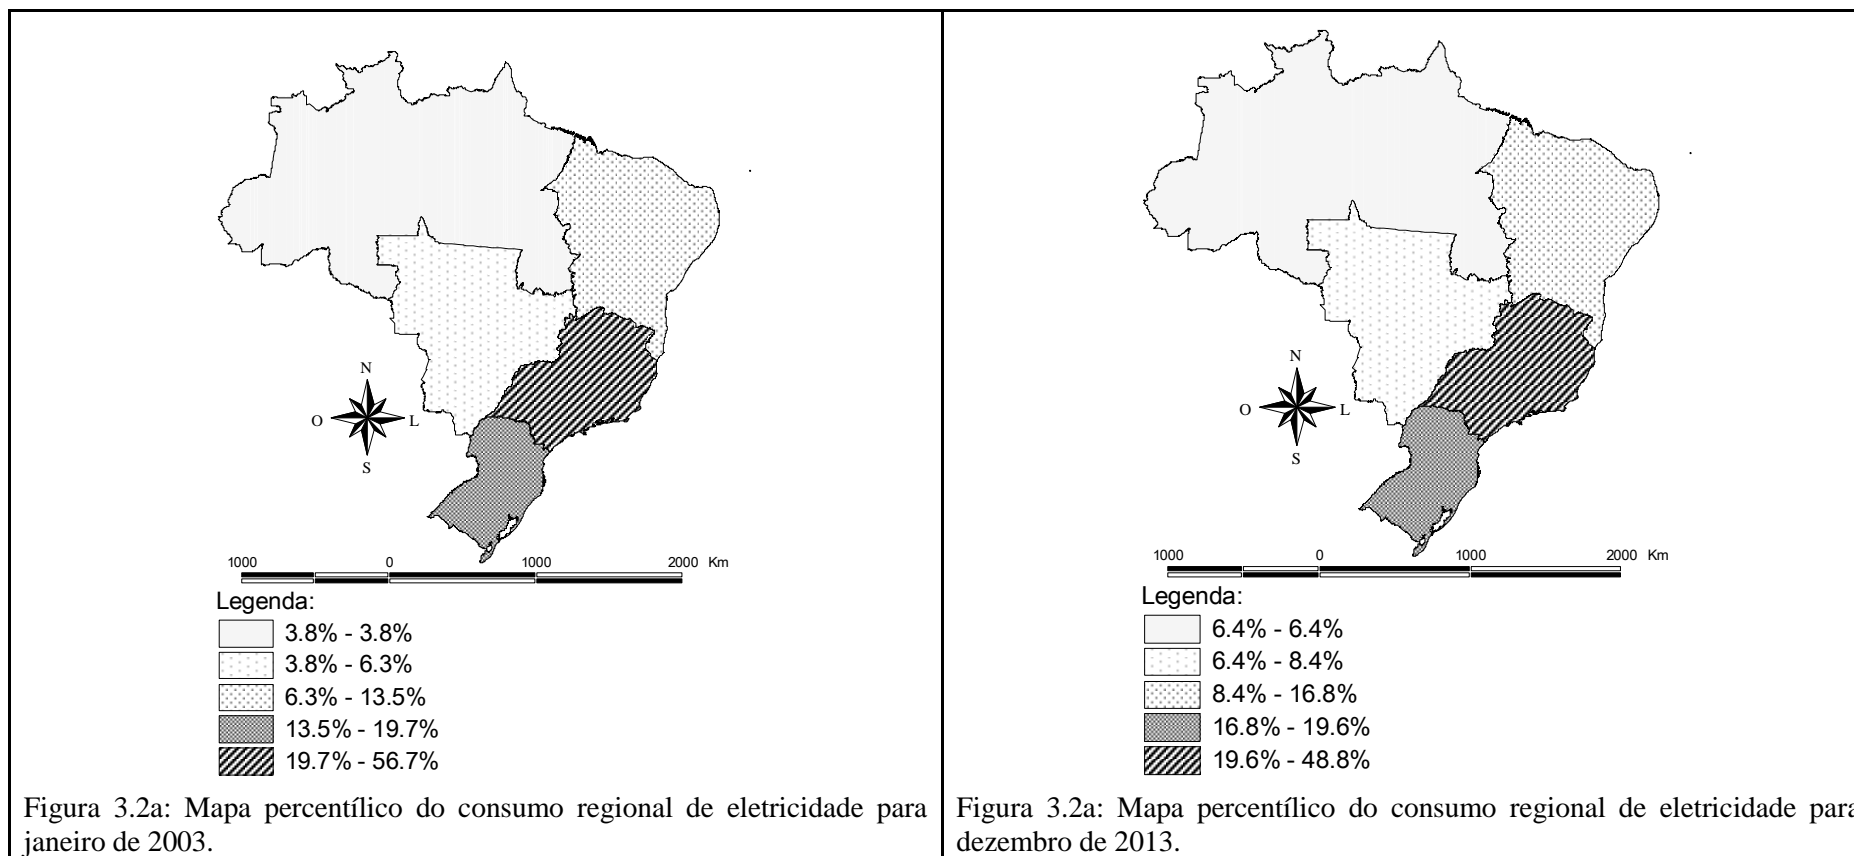 N
O
L
S
1000 0 1000 2000 Km
Legenda:
3.8% - 3.8%
3.8% - 6.3%
6.3% - 13.5%
13.5% - 19.7%
19.7% - 56.7%
Figura 3.2a: Mapa percentílico do consumo regional de eletricidade para
janeiro de 2003.
N
O
L
S
1000 0 1000 2000 Km
Legenda:
6.4% - 6.4%
6.4% - 8.4%
8.4% - 16.8%
16.8% - 19.6%
19.6% - 48.8%
Figura 3.2a: Mapa percentílico do consumo regional de eletricidade para
dezembro de 2013.